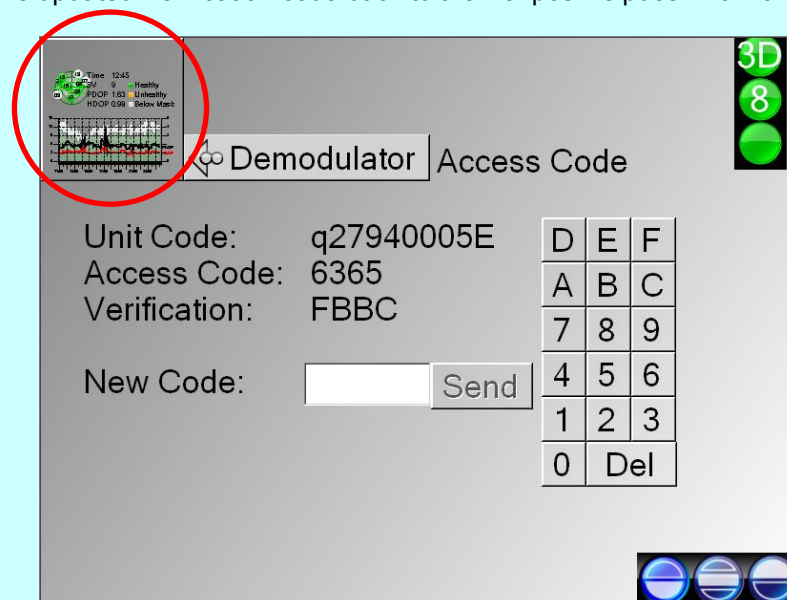 3D
8
Time 12:45
SV 9 Healthy
PDOP 1.63 Unhealthy
HDOP 0.98 Below Mask
Demodulator Access Code
Unit Code: q27940005E
Access Code: 6365
Verification: FBBC
New Code: Send
D E F
A B C
7 8 9
4 5 6
1 2 3
0 Del